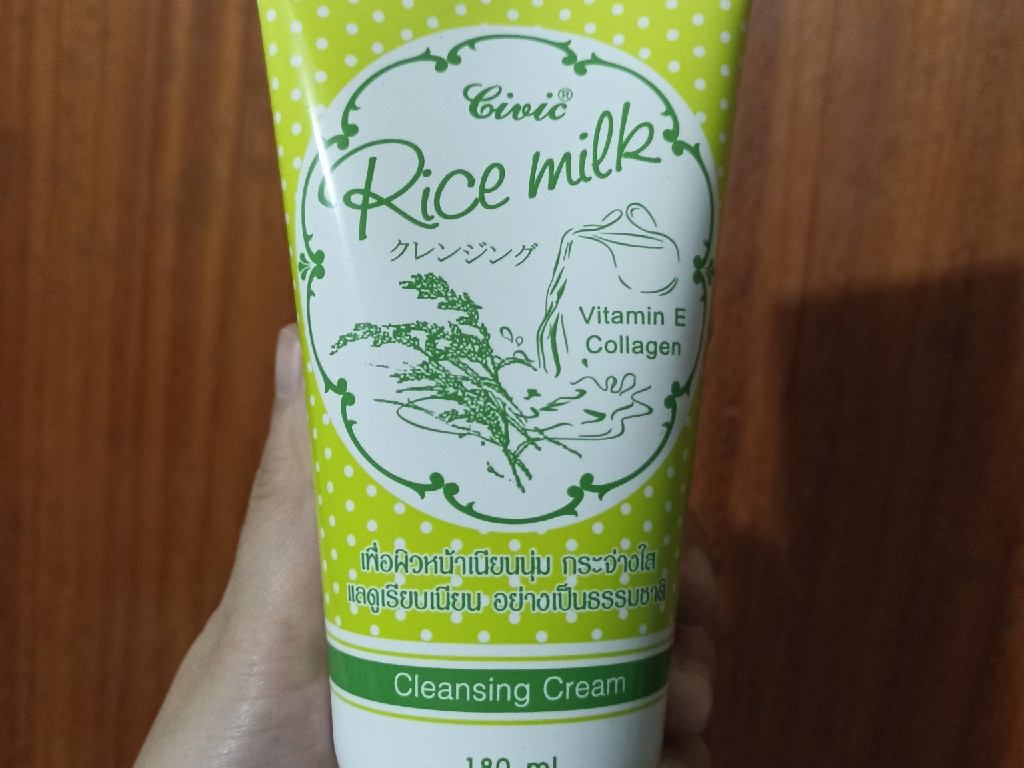 Civic®
Rice milk
クレンジング
Vitamin E
Collagen
เพื่อผิวหน้าเนียนนุ่ม กระจ่างใส
แลดูเรียบเนียน อย่างเป็นธรรมชาติ
Cleansing Cream
180 ml